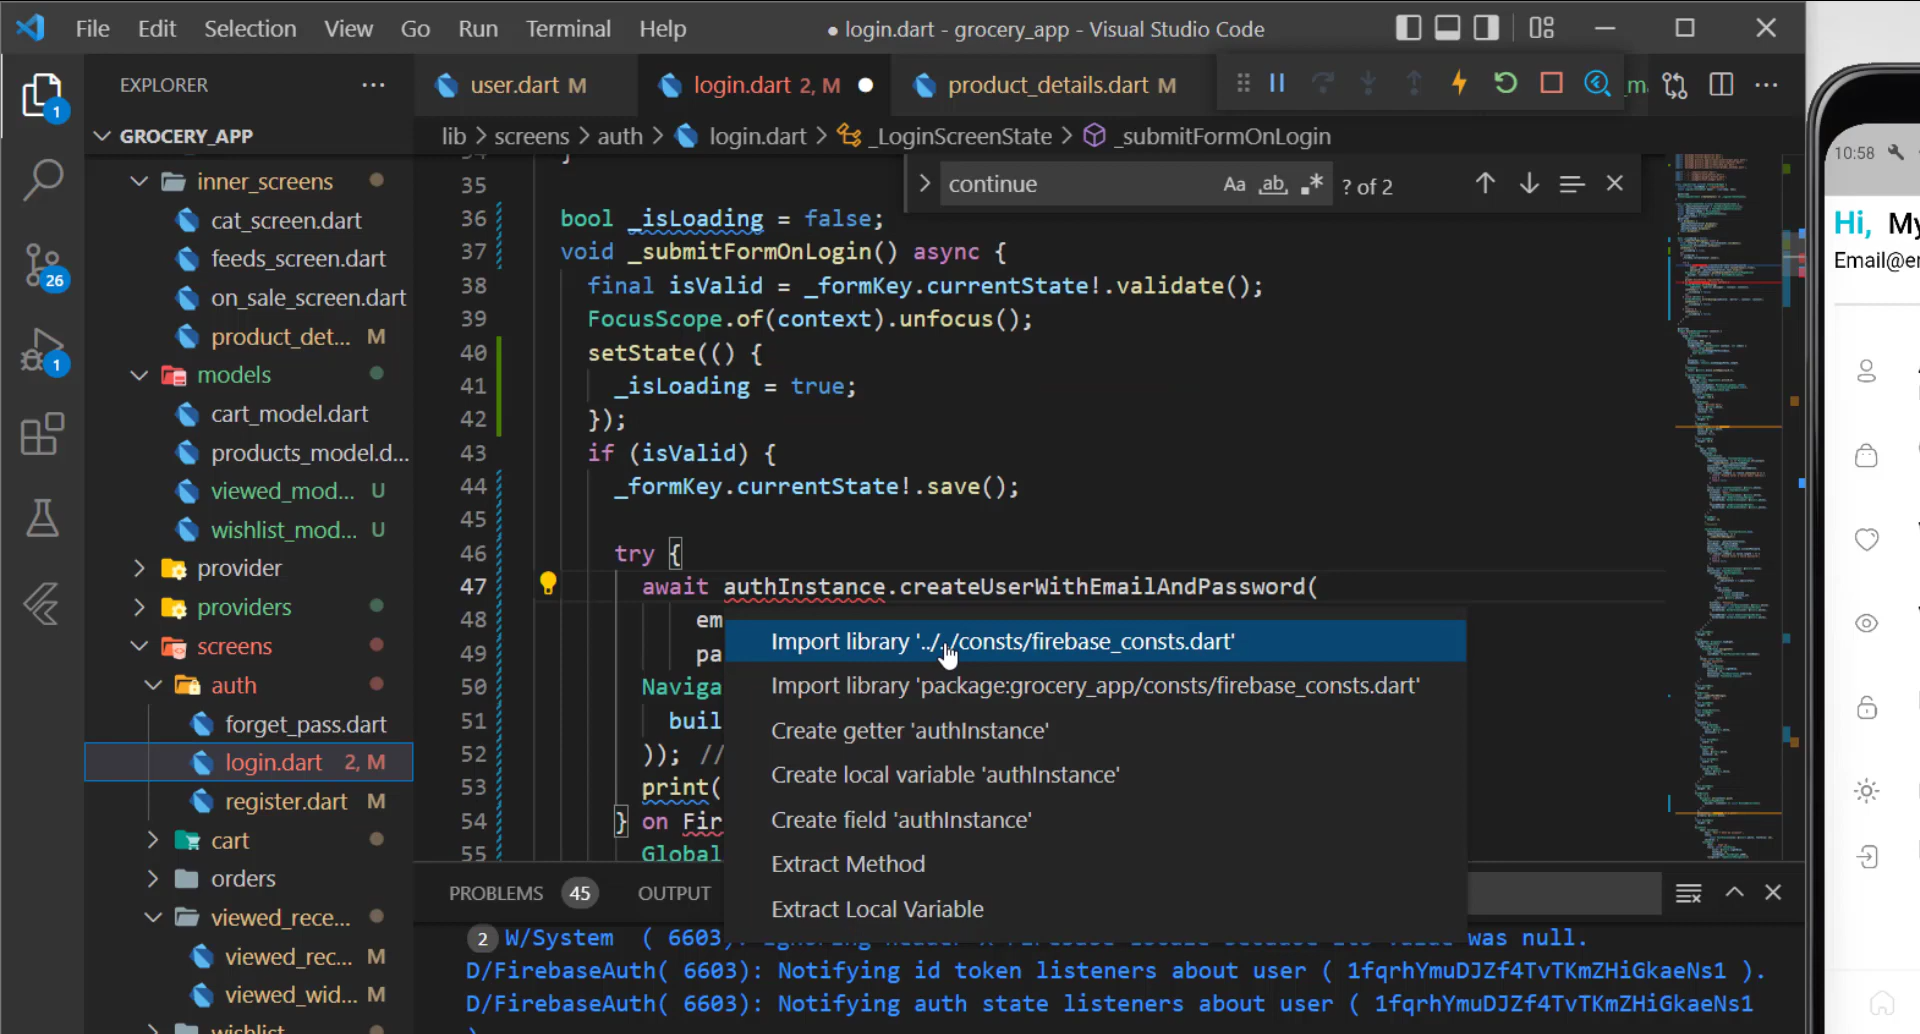 File Edit Selection View Go Run Terminal Help
● login.dart - grocery_app - Visual Studio Code
EXPLORER
user.dart M
login.dart 2, M
product_details.dart M
GROCERY_APP
lib > screens > auth > login.dart > _LoginScreenState > _submitFormOnLogin
continue
Aa ab
? of 2
1
26
1
inner_screens
cat_screen.dart
feeds_screen.dart
on_sale_screen.dart
product_det... M
models
cart_model.dart
products_model.d...
viewed_mod... U
wishlist_mod... U
provider
providers
screens
auth
forget_pass.dart
login.dart 2, M
register.dart M
cart
orders
viewed_rece...
viewed_rec... M
viewed_wid... M
35
36 bool _isLoading = false;
37 void _submitFormOnLogin() async {
38 final isValid = _formKey.currentState!.validate();
39 FocusScope.of(context).unfocus();
40 setState(() {
41 _isLoading = true;
42 });
43 if (isValid) {
44 _formKey.currentState!.save();
45
46 try {
47 await authInstance.createUserWithEmailAndPassword(
48 em
49 pa
50 Naviga
51 buil
52 )); //
53 print(
54 } on Fir
55 Global
Import library '../../consts/firebase_consts.dart'
Import library 'package:grocery_app/consts/firebase_consts.dart'
Create getter 'authInstance'
Create local variable 'authInstance'
Create field 'authInstance'
Extract Method
Extract Local Variable
PROBLEMS 45 OUTPUT
2 W/System ( 6603): was null.
D/FirebaseAuth( 6603): Notifying id token listeners about user ( 1fqrhYmuDJZf4TvTKmZHiGkaeNs1 ).
D/FirebaseAuth( 6603): Notifying auth state listeners about user ( 1fqrhYmuDJZf4TvTKmZHiGkaeNs1
10:58
Hi, My
Email@e